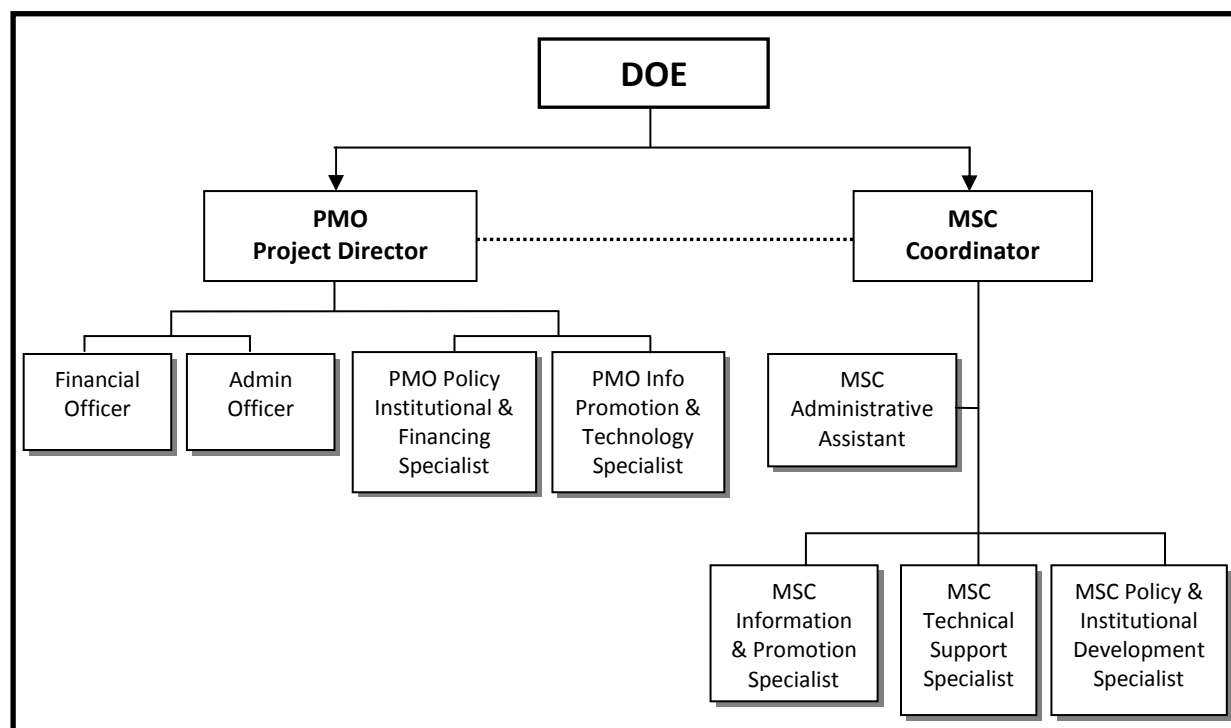 DOE
PMO
Project Director
MSC
Coordinator
Financial
Officer
Admin
Officer
PMO Policy
Institutional &
Financing
Specialist
PMO Info
Promotion &
Technology
Specialist
MSC
Administrative
Assistant
MSC
Information
& Promotion
Specialist
MSC
Technical
Support
Specialist
MSC Policy &
Institutional
Development
Specialist